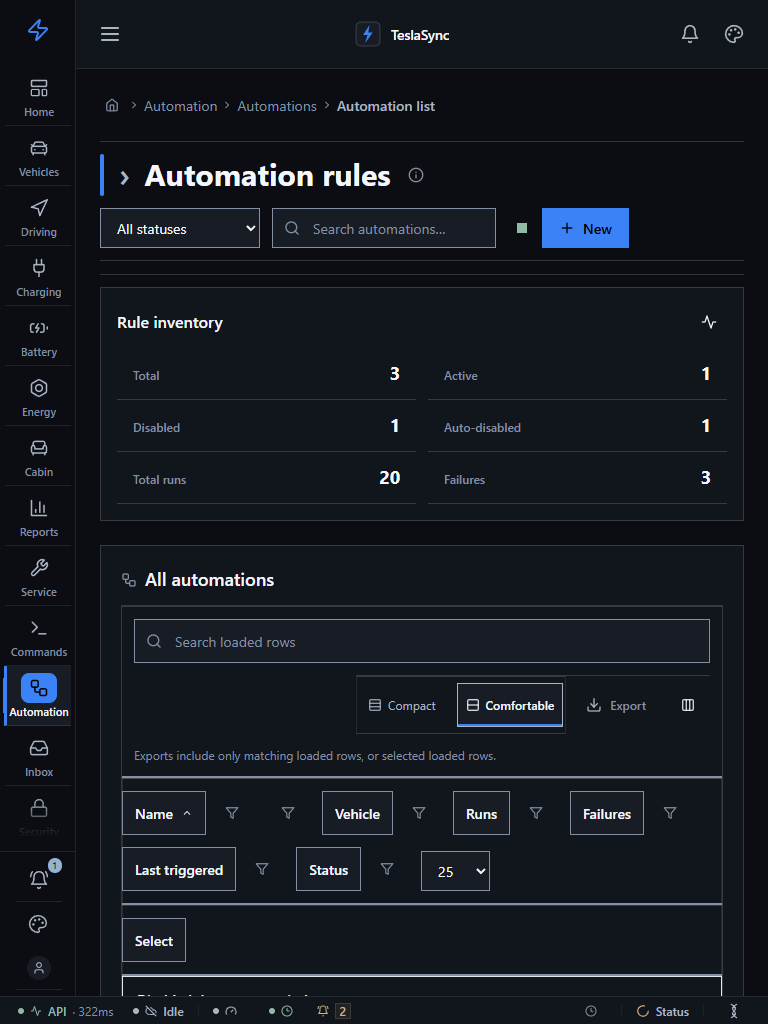 TeslaSync
Home
Vehicles
Driving
Charging
Battery
Energy
Cabin
Reports
Service
Commands
Automation
Inbox
Security
1
Automation
Automations
Automation list
Automation rules
All statuses
Search automations...
New
Rule inventory
Total 3
Active 1
Disabled 1
Auto-disabled 1
Total runs 20
Failures 3
All automations
Search loaded rows
Compact
Comfortable
Export
Exports include only matching loaded rows, or selected loaded rows.
Name
Vehicle
Runs
Failures
Last triggered
Status
25
Select
API · 322ms
Idle
2
Status